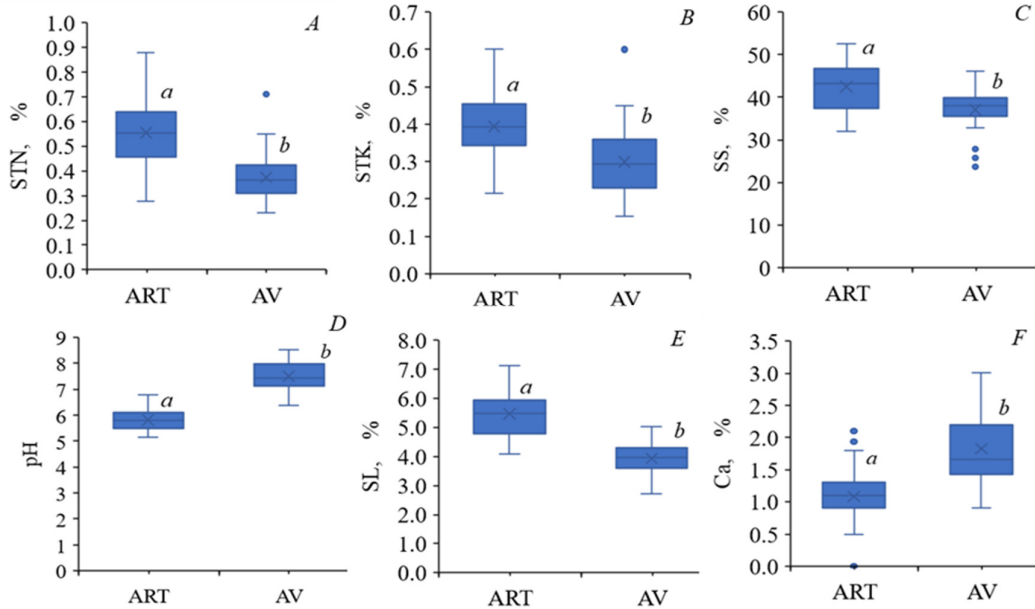 A
STN, %
1.0
0.9
0.8
0.7
0.6
0.5
0.4
0.3
0.2
0.1
0.0
a
b
ART AV
B
STK, %
0.7
0.6
0.5
0.4
0.3
0.2
0.1
0.0
a
b
ART AV
C
SS, %
60
50
40
30
20
10
0
a
b
ART AV
D
pH
9
8
7
6
5
4
3
2
1
0
a
b
ART AV
E
SL, %
8.0
7.0
6.0
5.0
4.0
3.0
2.0
1.0
0.0
a
b
ART AV
F
Ca, %
3.5
3.0
2.5
2.0
1.5
1.0
0.5
0.0
a
b
ART AV